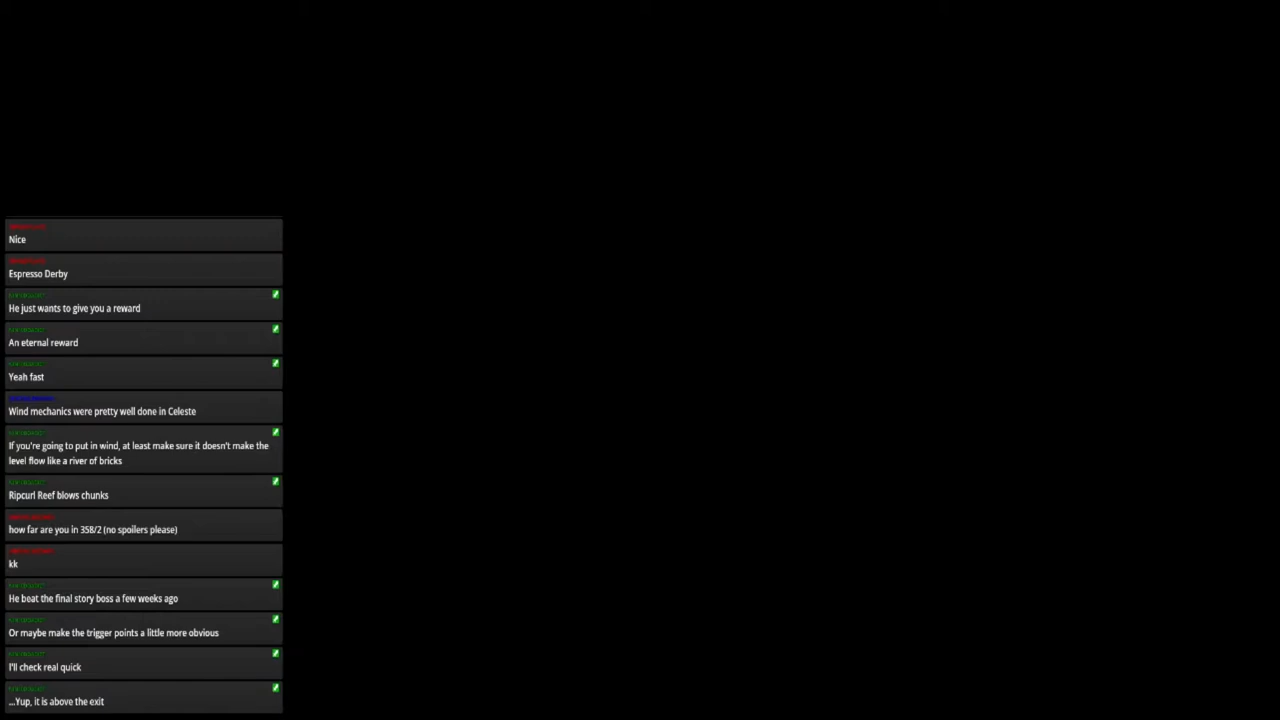 Nice
Espresso Derby
He just wants to give you a reward
An eternal reward
Yeah fast
Wind mechanics were pretty well done in Celeste
If you're going to put in wind, at least make sure it doesn't make the
level flow like a river of bricks
Ripcurl Reef blows chunks
how far are you in 358/2 (no spoilers please)
kk
He beat the final story boss a few weeks ago
Or maybe make the trigger points a little more obvious
I'll check real quick
...Yup, it is above the exit